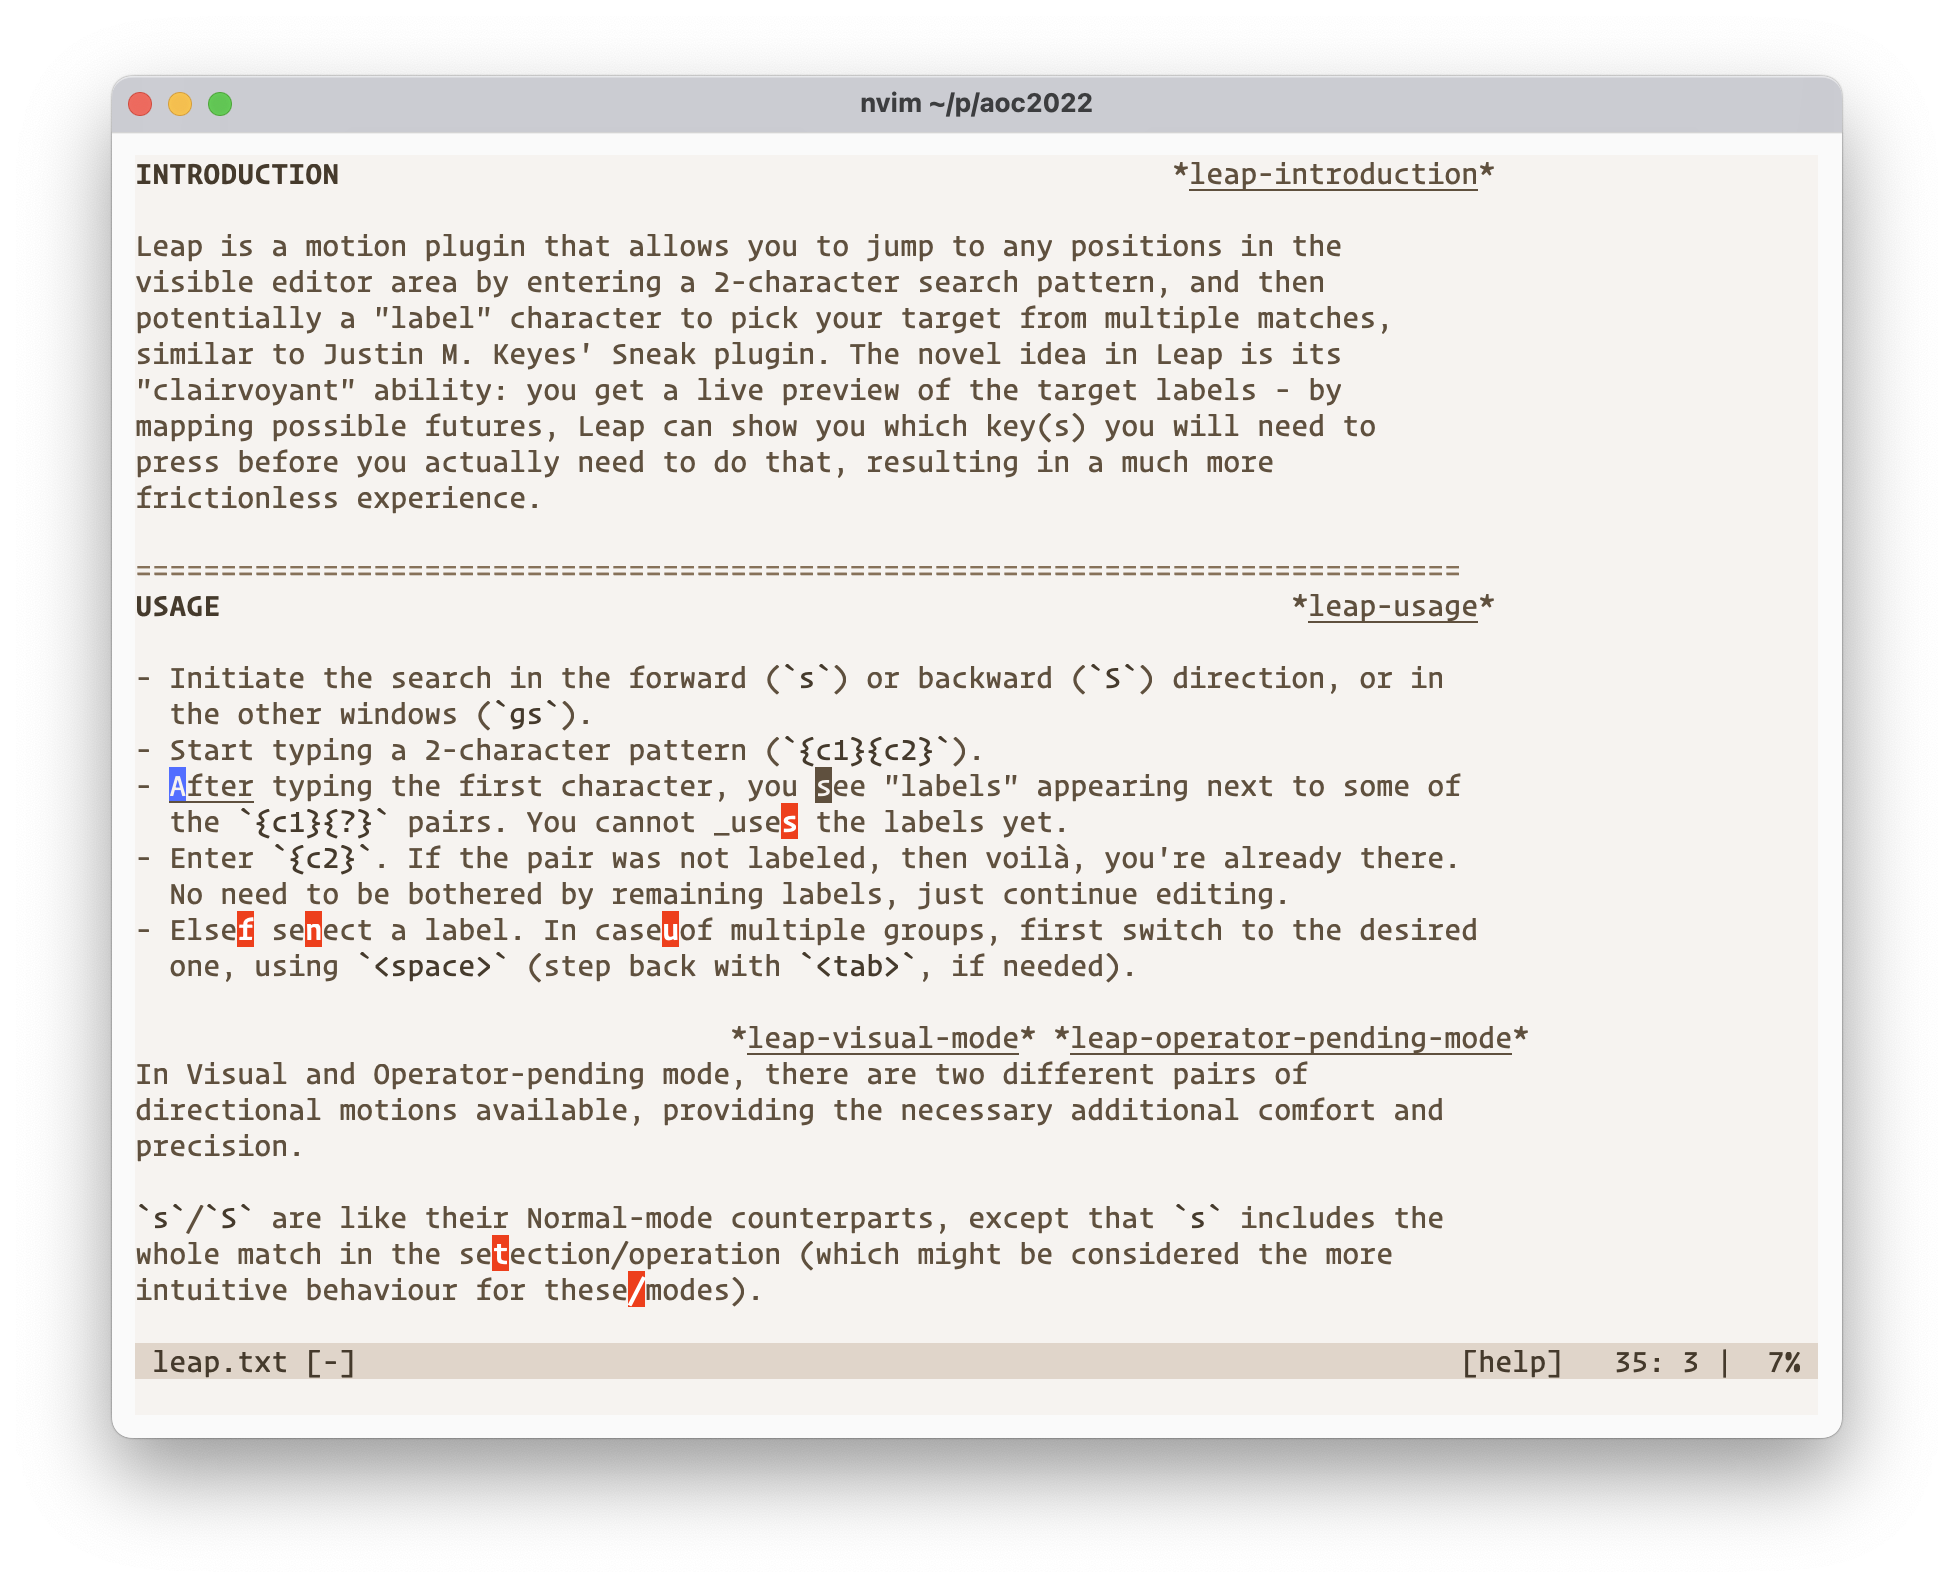 nvim ~/p/aoc2022
INTRODUCTION *leap-introduction*
Leap is a motion plugin that allows you to jump to any positions in the
visible editor area by entering a 2-character search pattern, and then
potentially a "label" character to pick your target from multiple matches,
similar to Justin M. Keyes' Sneak plugin. The novel idea in Leap is its
"clairvoyant" ability: you get a live preview of the target labels - by
mapping possible futures, Leap can show you which key(s) you will need to
press before you actually need to do that, resulting in a much more
frictionless experience.
==============================================================================
USAGE *leap-usage*
- Initiate the search in the forward (`s`) or backward (`S`) direction, or in
the other windows (`gs`).
- Start typing a 2-character pattern (`{c1}{c2}`).
- After typing the first character, you see "labels" appearing next to some of
the `{c1}{?}` pairs. You cannot _uses the labels yet.
- Enter `{c2}`. If the pair was not labeled, then voilà, you're already there.
No need to be bothered by remaining labels, just continue editing.
- Elsef senect a label. In caseuof multiple groups, first switch to the desired
one, using `<space>` (step back with `<tab>`, if needed).
*leap-visual-mode* *leap-operator-pending-mode*
In Visual and Operator-pending mode, there are two different pairs of
directional motions available, providing the necessary additional comfort and
precision.
`s`/`S` are like their Normal-mode counterparts, except that `s` includes the
whole match in the setection/operation (which might be considered the more
intuitive behaviour for these/modes).
leap.txt [-] [help] 35: 3 | 7%